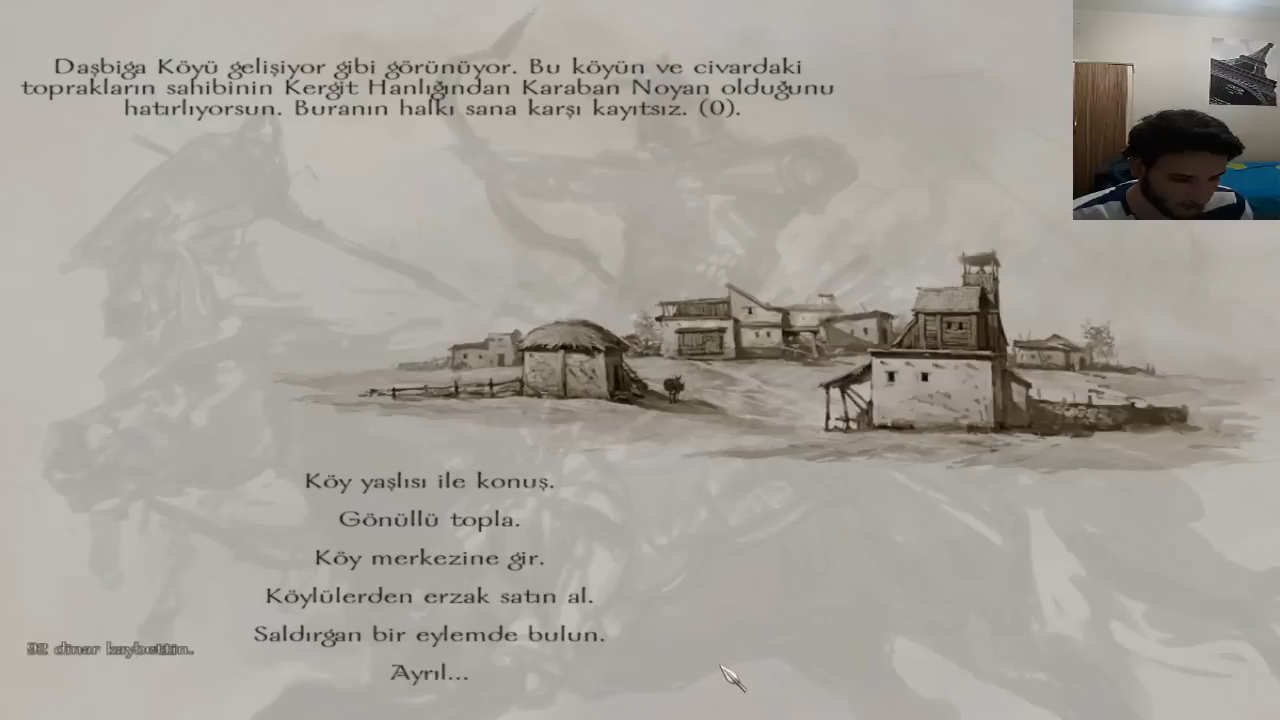 Daşbiga Köyü gelişiyor gibi görünüyor. Bu köyün ve civardaki
toprakların sahibinin Kergit Hanlığından Karaban Noyan olduğunu
hatırlıyorsun. Buranın halkı sana karşı kayıtsız. (0).
Köy yaşlısı ile konuş.
Gönüllü topla.
Köy merkezine gir.
Köylülerden erzak satın al.
Saldırgan bir eylemde bulun.
dinar kaybettin.
Ayrıl...